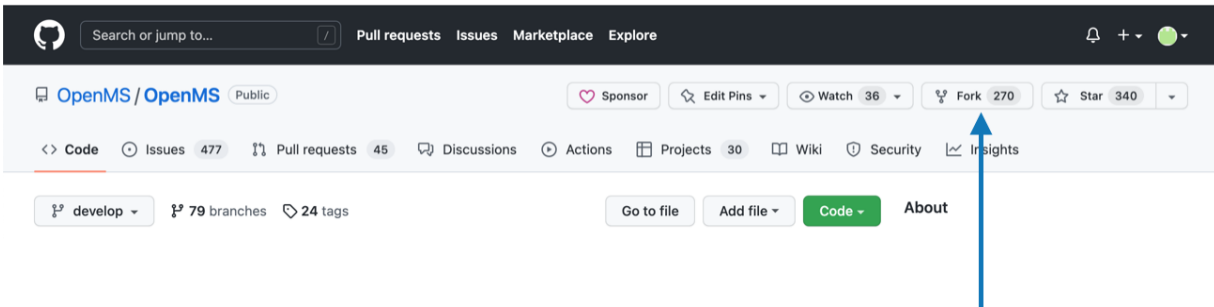 Search or jump to... / Pull requests Issues Marketplace Explore
OpenMS / OpenMS Public Sponsor Edit Pins Watch 36 Fork 270 Star 340
<> Code Issues 477 Pull requests 45 Discussions Actions Projects 30 Wiki Security Insights
develop 79 branches 24 tags Go to file Add file Code About